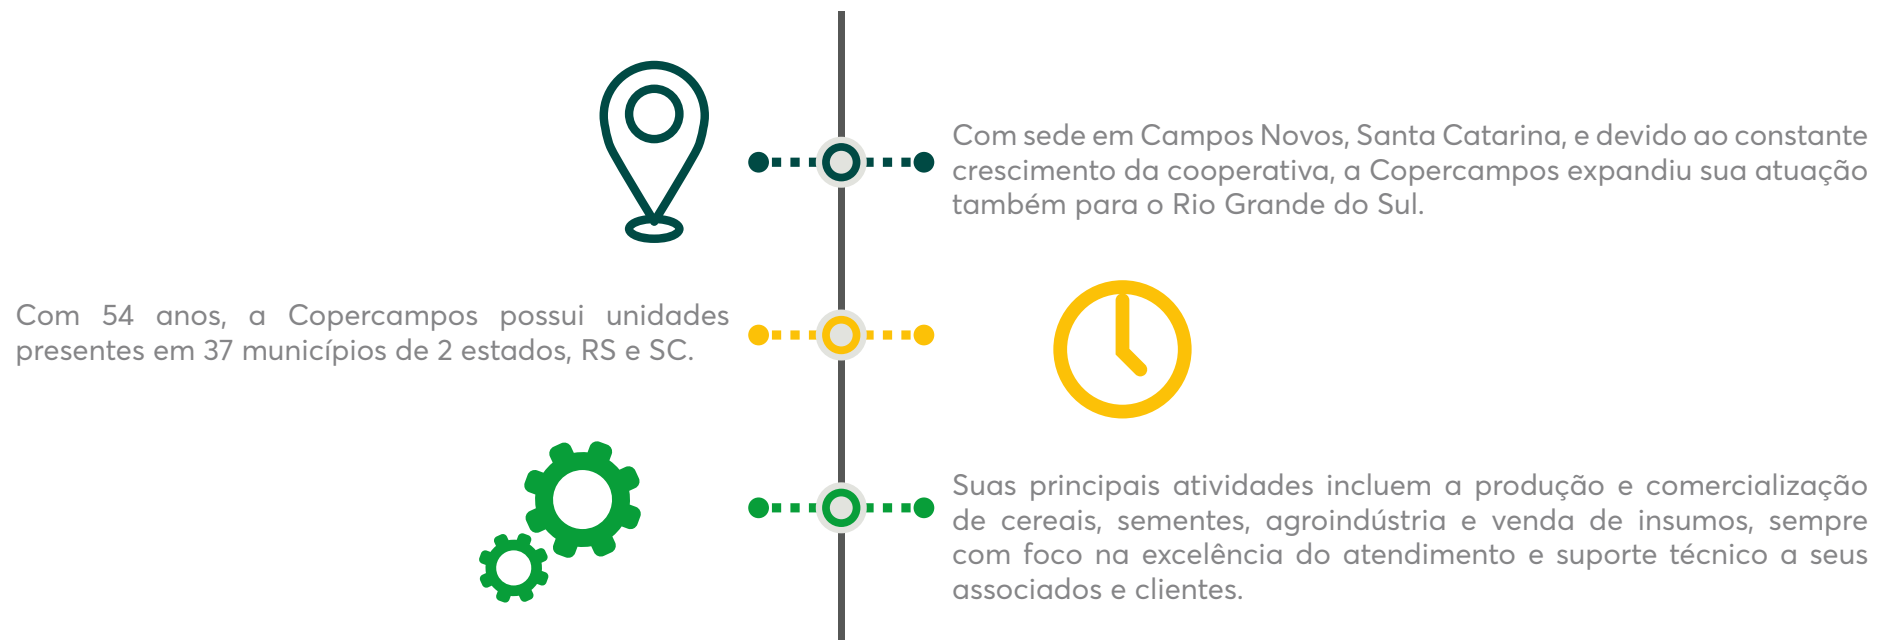 Com sede em Campos Novos, Santa Catarina, e devido ao constante
crescimento da cooperativa, a Copercampos expandiu sua atuação
também para o Rio Grande do Sul.
Com 54 anos, a Copercampos possui unidades
presentes em 37 municípios de 2 estados, RS e SC.
Suas principais atividades incluem a produção e comercialização
de cereais, sementes, agroindústria e venda de insumos, sempre
com foco na excelência do atendimento e suporte técnico a seus
associados e clientes.